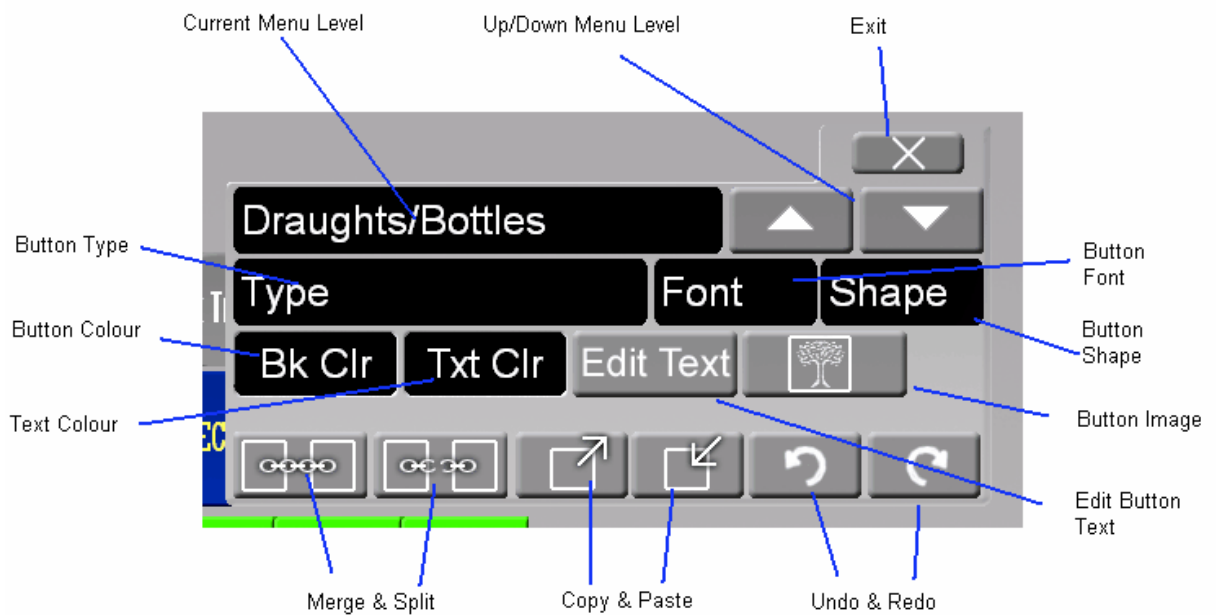 Current Menu Level
Up/Down Menu Level
Exit
Draughts/Bottles
Button Type
Button
Font
Type
Font
Shape
Button Colour
Button
Shape
Bk Clr
Txt Clr
Edit Text
Text Colour
Button Image
EC
Edit Button
Text
Merge & Split
Copy & Paste
Undo & Redo